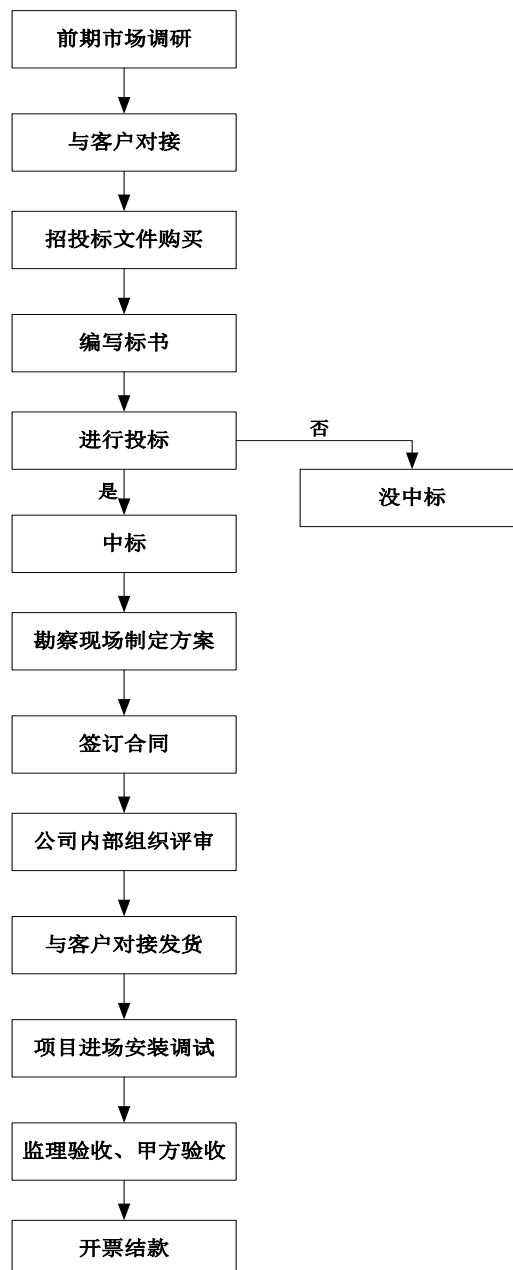 前期市场调研
与客户对接
招投标文件购买
编写标书
进行投标
否
没中标
是
中标
勘察现场制定方案
签订合同
公司内部组织评审
与客户对接发货
项目进场安装调试
监理验收、甲方验收
开票结款